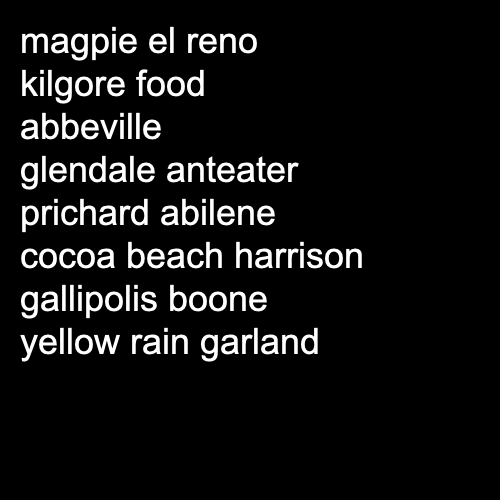 magpie el reno
kilgore food
abbeville
glendale anteater
prichard abilene
cocoa beach harrison
gallipolis boone
yellow rain garland